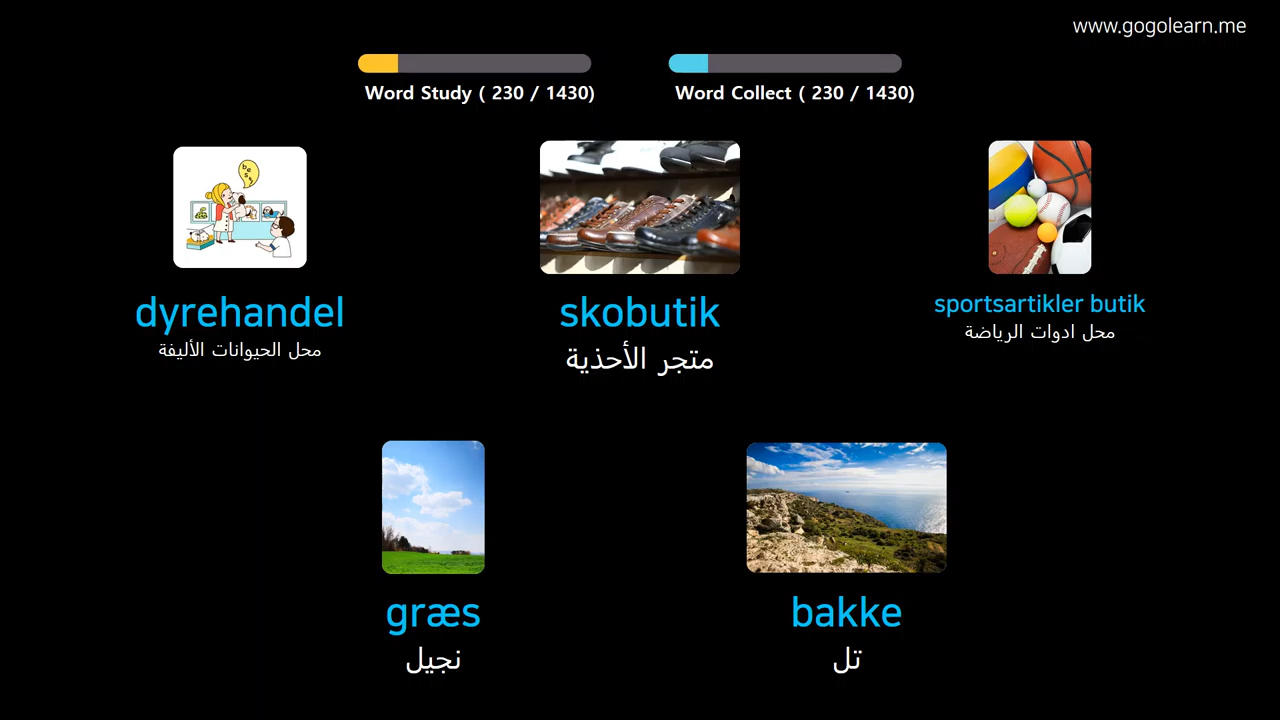 www.gogolearn.me
Word Study ( 230 / 1430)
Word Collect ( 230 / 1430)
dyrehandel
محل الحيوانات الأليفة
skobutik
متجر الأحذية
sportsartikler butik
محل ادوات الرياضة
græs
نجيل
bakke
تل